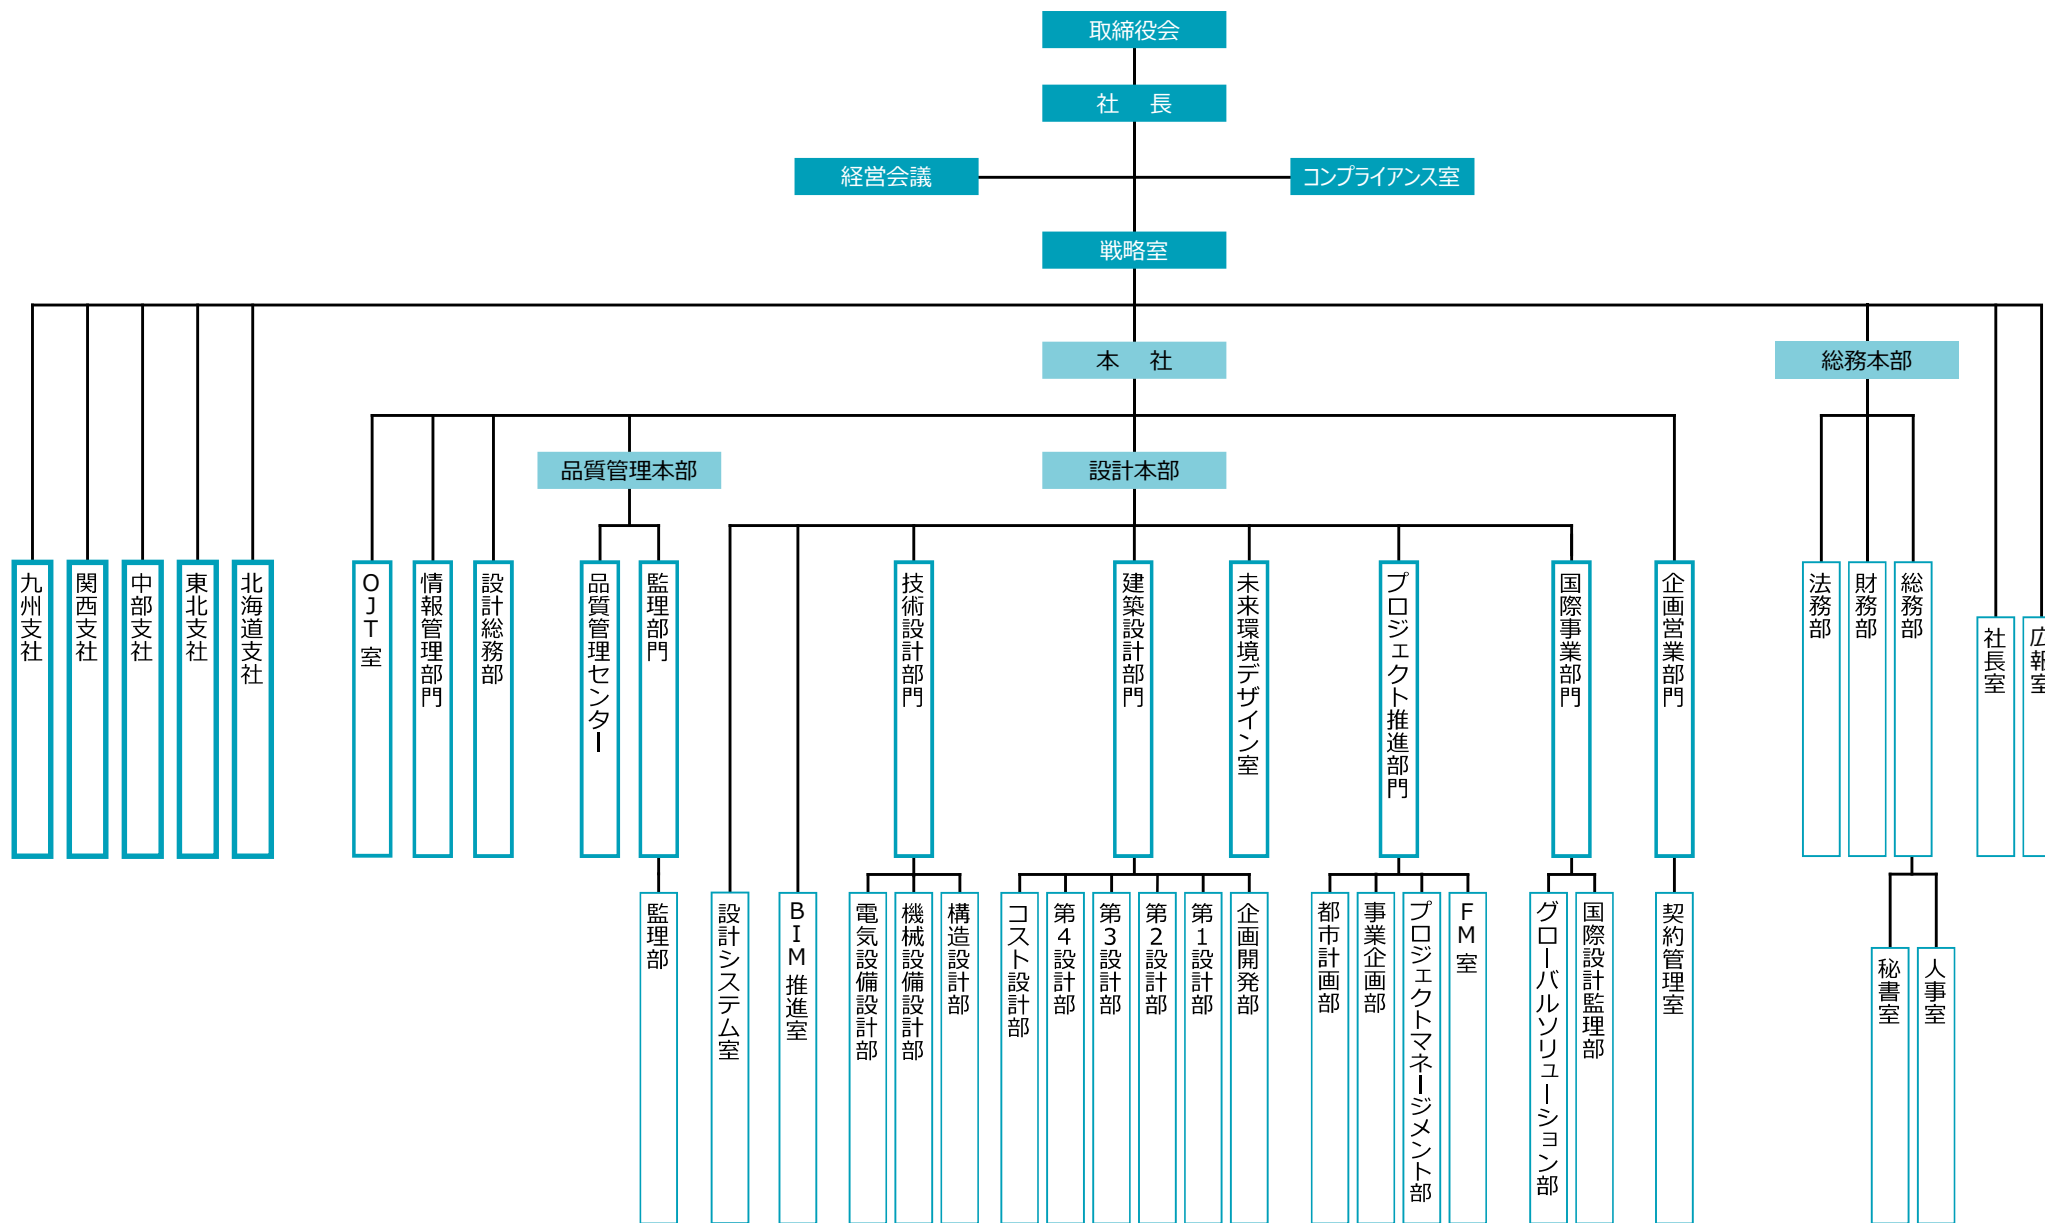 取締役会
社長
経営会議
コンプライアンス室
戦略室
本社
総務本部
品質管理本部
設計本部
九州支社
関西支社
中部支社
東北支社
北海道支社
OJT室
情報管理部門
設計総務部
品質管理センター
監理部門
技術設計部門
建築設計部門
未来環境デザイン室
プロジェクト推進部門
国際事業部門
企画営業部門
法務部
財務部
総務部
社長室
広報室
監理部
設計システム室
BIM推進室
電気設備設計部
機械設備設計部
構造設計部
コスト設計部
第4設計部
第3設計部
第2設計部
第1設計部
企画開発部
都市計画部
事業企画部
プロジェクトマネージメント部
FM室
グローバルソリューション部
国際設計監理部
契約管理室
秘書室
人事室